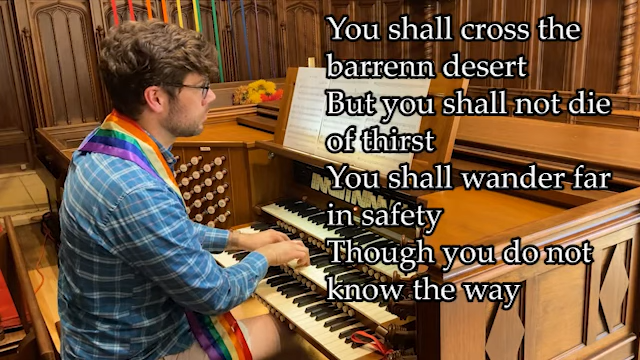 You shall cross the
barrenn desert
But you shall not die
of thirst
You shall wander far
in safety
Though you do not
know the way